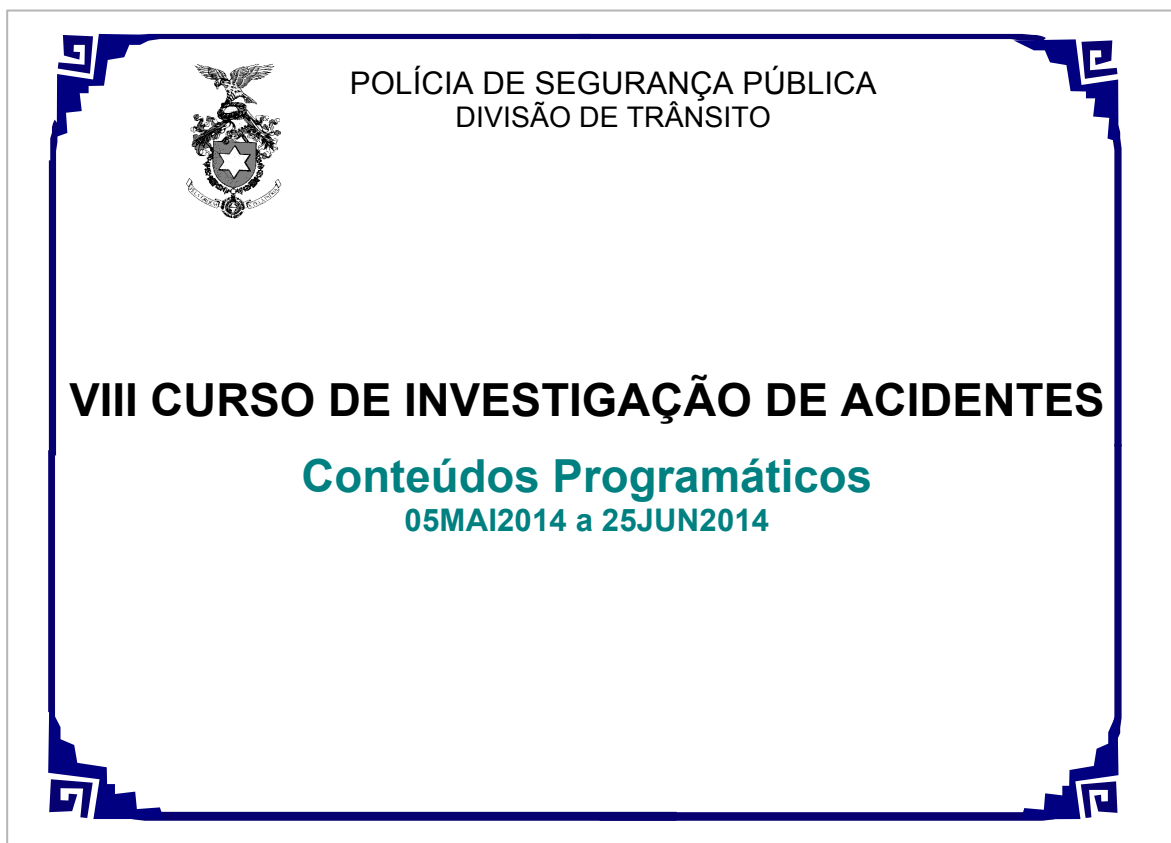 POLÍCIA DE SEGURANÇA PÚBLICA
DIVISÃO DE TRÂNSITO
VIII CURSO DE INVESTIGAÇÃO DE ACIDENTES
Conteúdos Programáticos
05MAI2014 a 25JUN2014